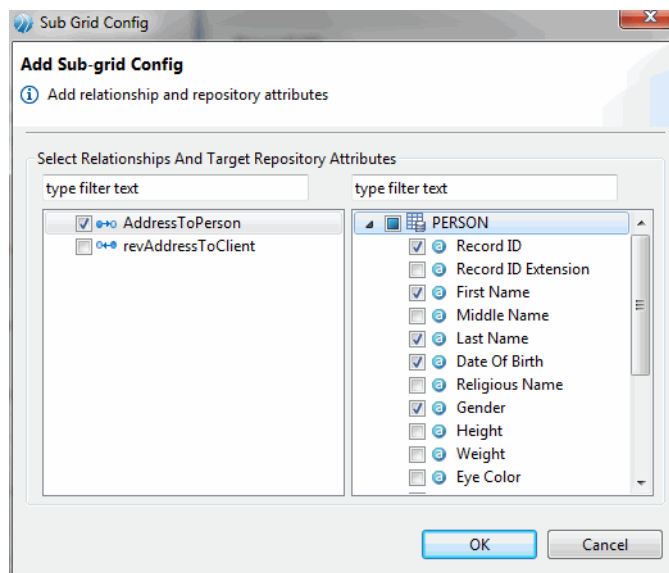 Sub Grid Config
Add Sub-grid Config
Add relationship and repository attributes
Select Relationships And Target Repository Attributes
type filter text
type filter text
AddressToPerson
revAddressToClient
PERSON
Record ID
Record ID Extension
First Name
Middle Name
Last Name
Date Of Birth
Religious Name
Gender
Height
Weight
Eye Color
OK
Cancel